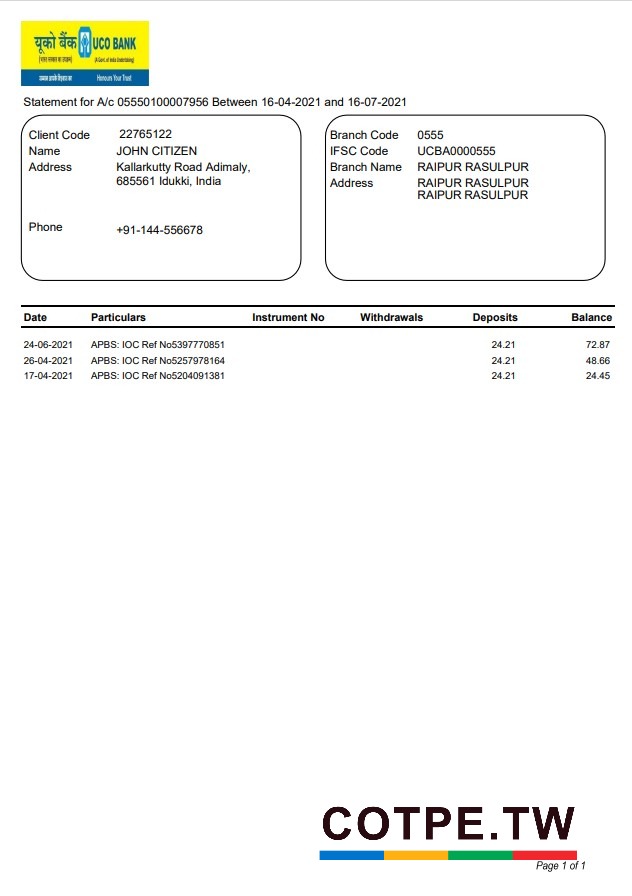 यूको बैंक UCO BANK
(भारत सरकार का उपक्रम) (A Govt. of India Undertaking)
सम्मान आपके विश्वास का Honours Your Trust
Statement for A/c 05550100007956 Between 16-04-2021 and 16-07-2021
Client Code 22765122
Name JOHN CITIZEN
Address Kallarkutty Road Adimaly,
685561 Idukki, India
Phone +91-144-556678
Branch Code 0555
IFSC Code UCBA0000555
Branch Name RAIPUR RASULPUR
Address RAIPUR RASULPUR
RAIPUR RASULPUR
Date Particulars Instrument No Withdrawals Deposits Balance
24-06-2021 APBS: IOC Ref No5397770851 24.21 72.87
26-04-2021 APBS: IOC Ref No5257978164 24.21 48.66
17-04-2021 APBS: IOC Ref No5204091381 24.21 24.45
COTPE.TW
Page 1 of 1